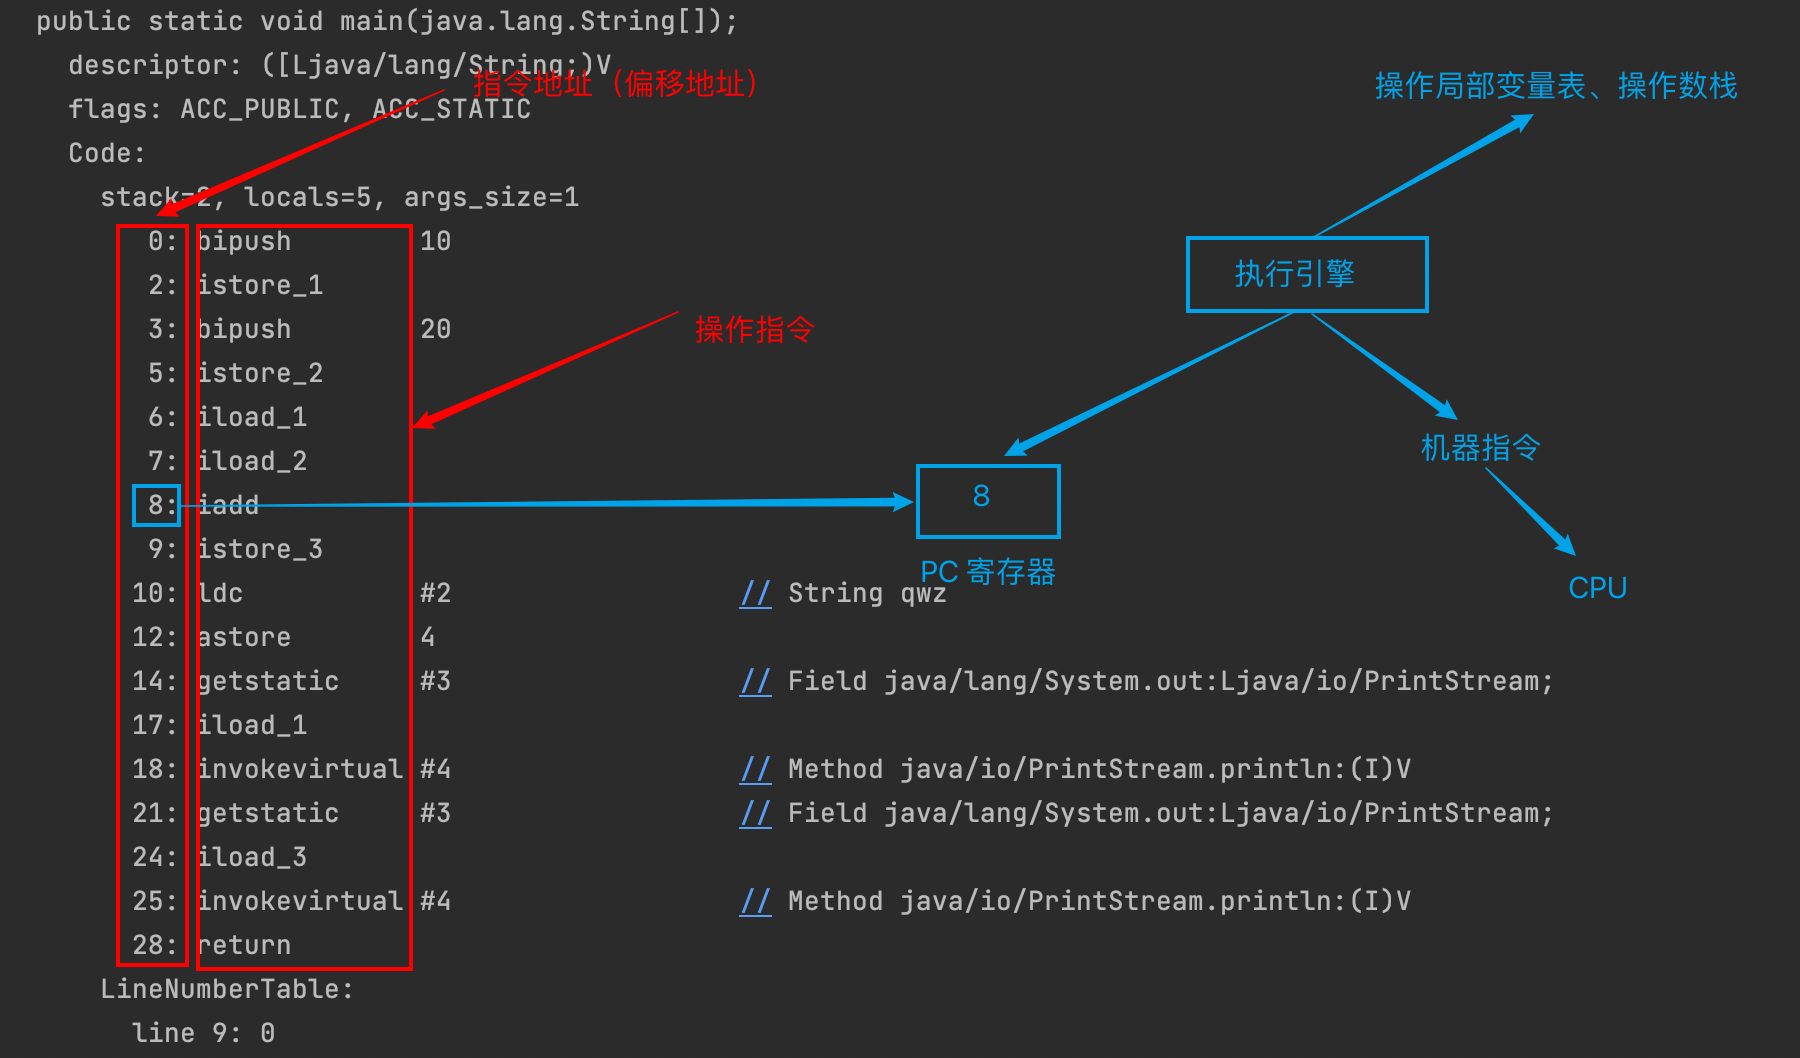 public static void main(java.lang.String[]);
descriptor: ([Ljava/lang/String;)V
指令地址（偏移地址）
操作局部变量表、操作数栈
flags: ACC_PUBLIC, ACC_STATIC
Code:
stack=2, locals=5, args_size=1
0: bipush 10
执行引擎
2: istore_1
3: bipush 20
操作指令
5: istore_2
6: iload_1
机器指令
7: iload_2
8: iadd
8
9: istore_3
PC 寄存器
CPU
10: ldc #2 // String qwz
12: astore 4
14: getstatic #3 // Field java/lang/System.out:Ljava/io/PrintStream;
17: iload_1
18: invokevirtual #4 // Method java/io/PrintStream.println:(I)V
21: getstatic #3 // Field java/lang/System.out:Ljava/io/PrintStream;
24: iload_3
25: invokevirtual #4 // Method java/io/PrintStream.println:(I)V
28: return
LineNumberTable:
line 9: 0